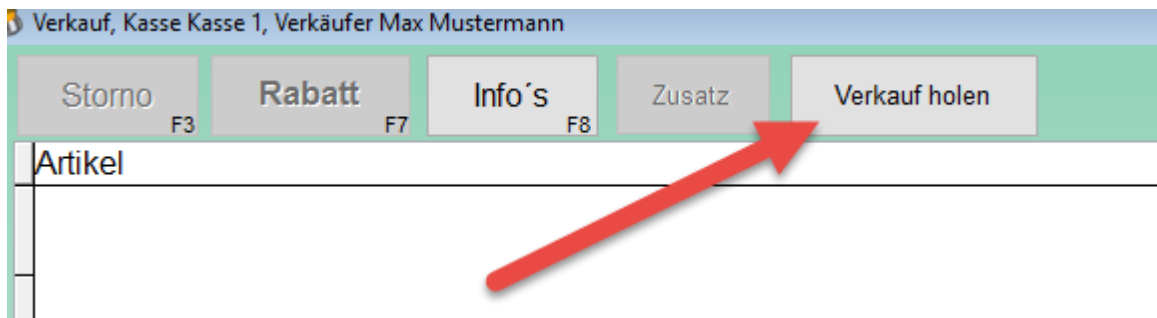 Verkauf, Kasse Kasse 1, Verkäufer Max Mustermann
Storno F3 Rabatt F7 Info´s F8 Zusatz Verkauf holen
Artikel